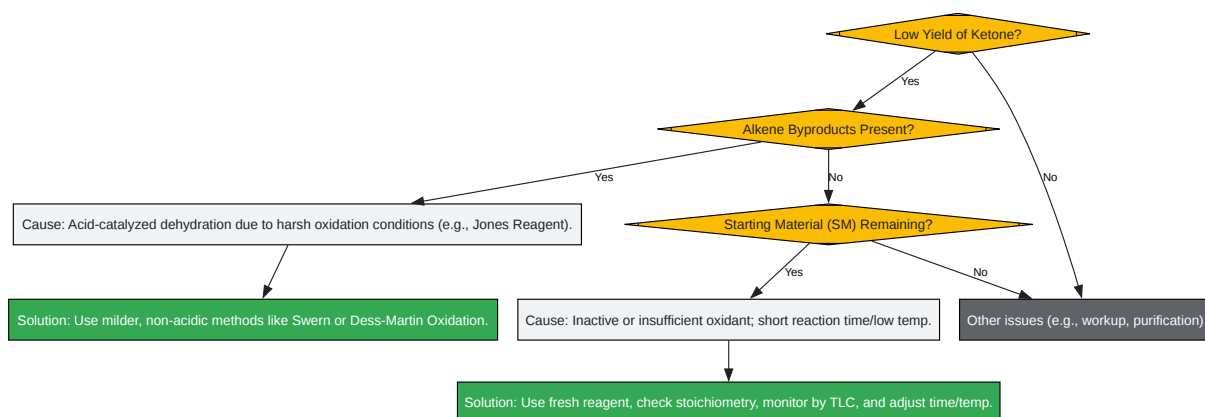 Low Yield of Ketone?
Yes
Alkene Byproducts Present?
Yes
No
No
Cause: Acid-catalyzed dehydration due to harsh oxidation conditions (e.g., Jones Reagent).
Starting Material (SM) Remaining?
Yes
No
Solution: Use milder, non-acidic methods like Swern or Dess-Martin Oxidation.
Cause: Inactive or insufficient oxidant; short reaction time/low temp.
Other issues (e.g., workup, purification)
Solution: Use fresh reagent, check stoichiometry, monitor by TLC, and adjust time/temp.